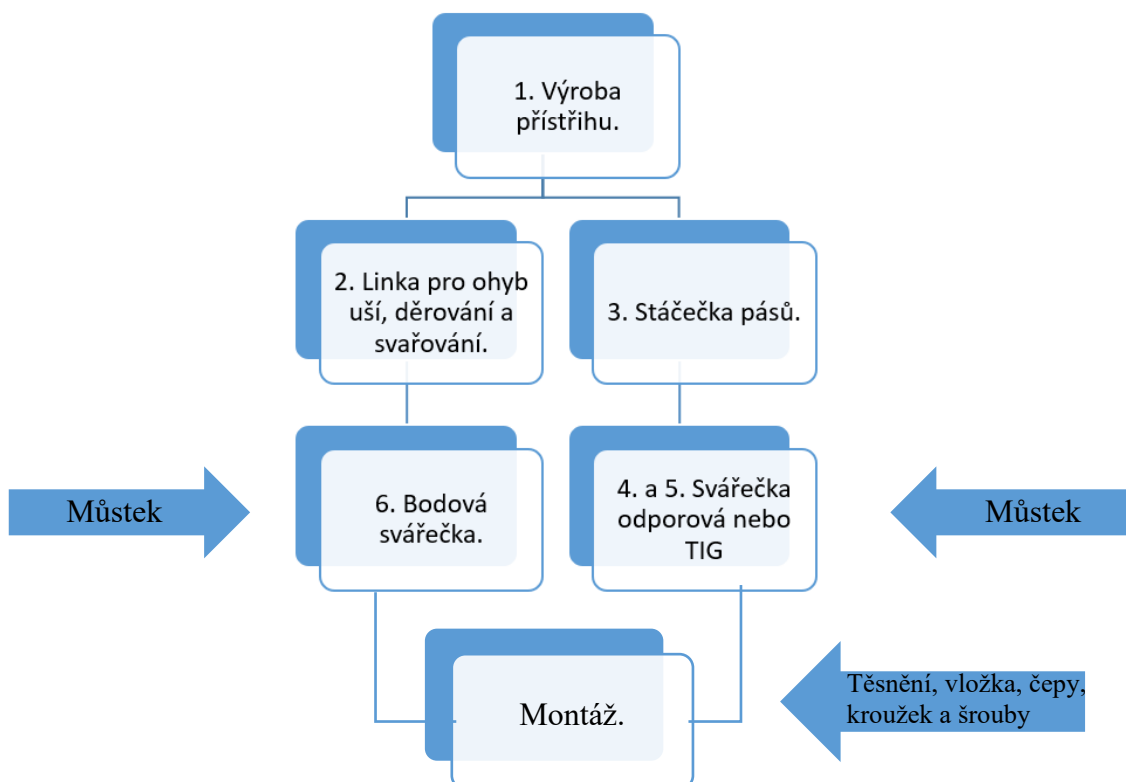 1. Výroba
přístřihu.
2. Linka pro ohyb
uší, děrování a
svařování.
3. Stáčečka pásů.
Můstek
6. Bodová
svářečka.
4. a 5. Svářečka
odporová nebo
TIG
Můstek
Montáž.
Těsnění, vložka, čepy,
kroužek a šrouby